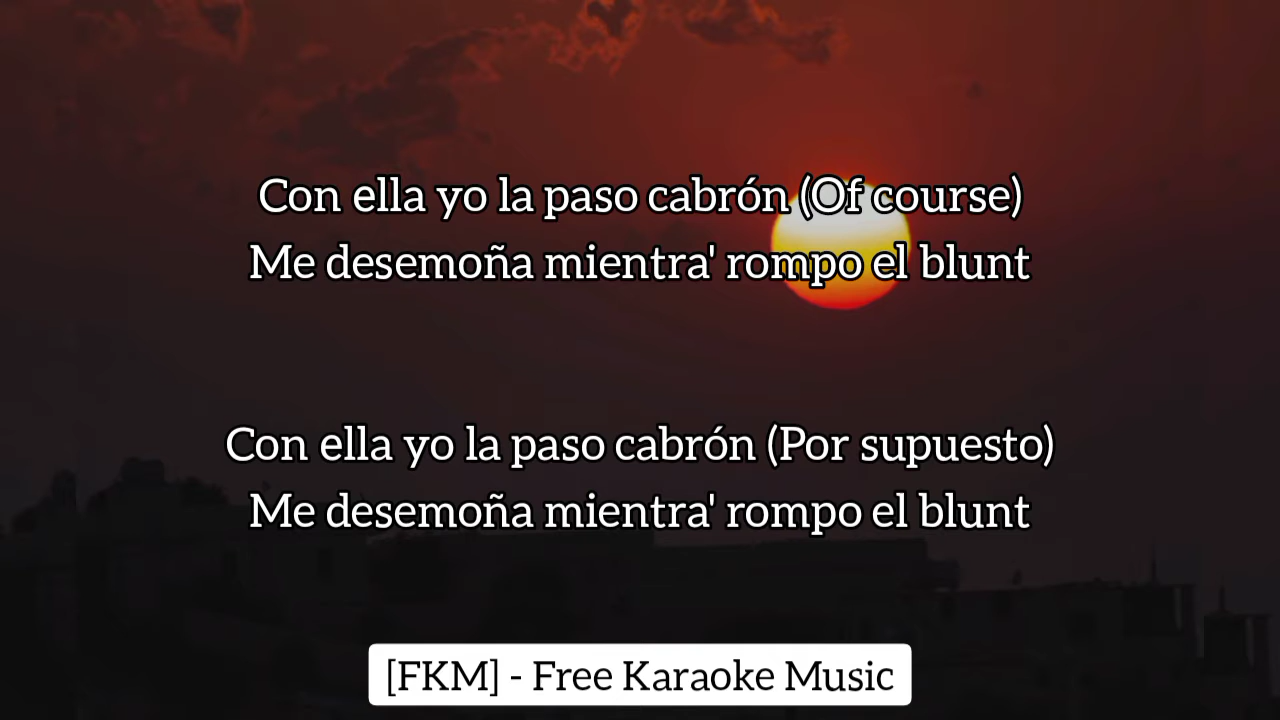 Con ella yo la paso cabrón (Of course)
Me desemoña mientra' rompo el blunt
Con ella yo la paso cabrón (Por supuesto)
Me desemoña mientra' rompo el blunt
[FKM] - Free Karaoke Music